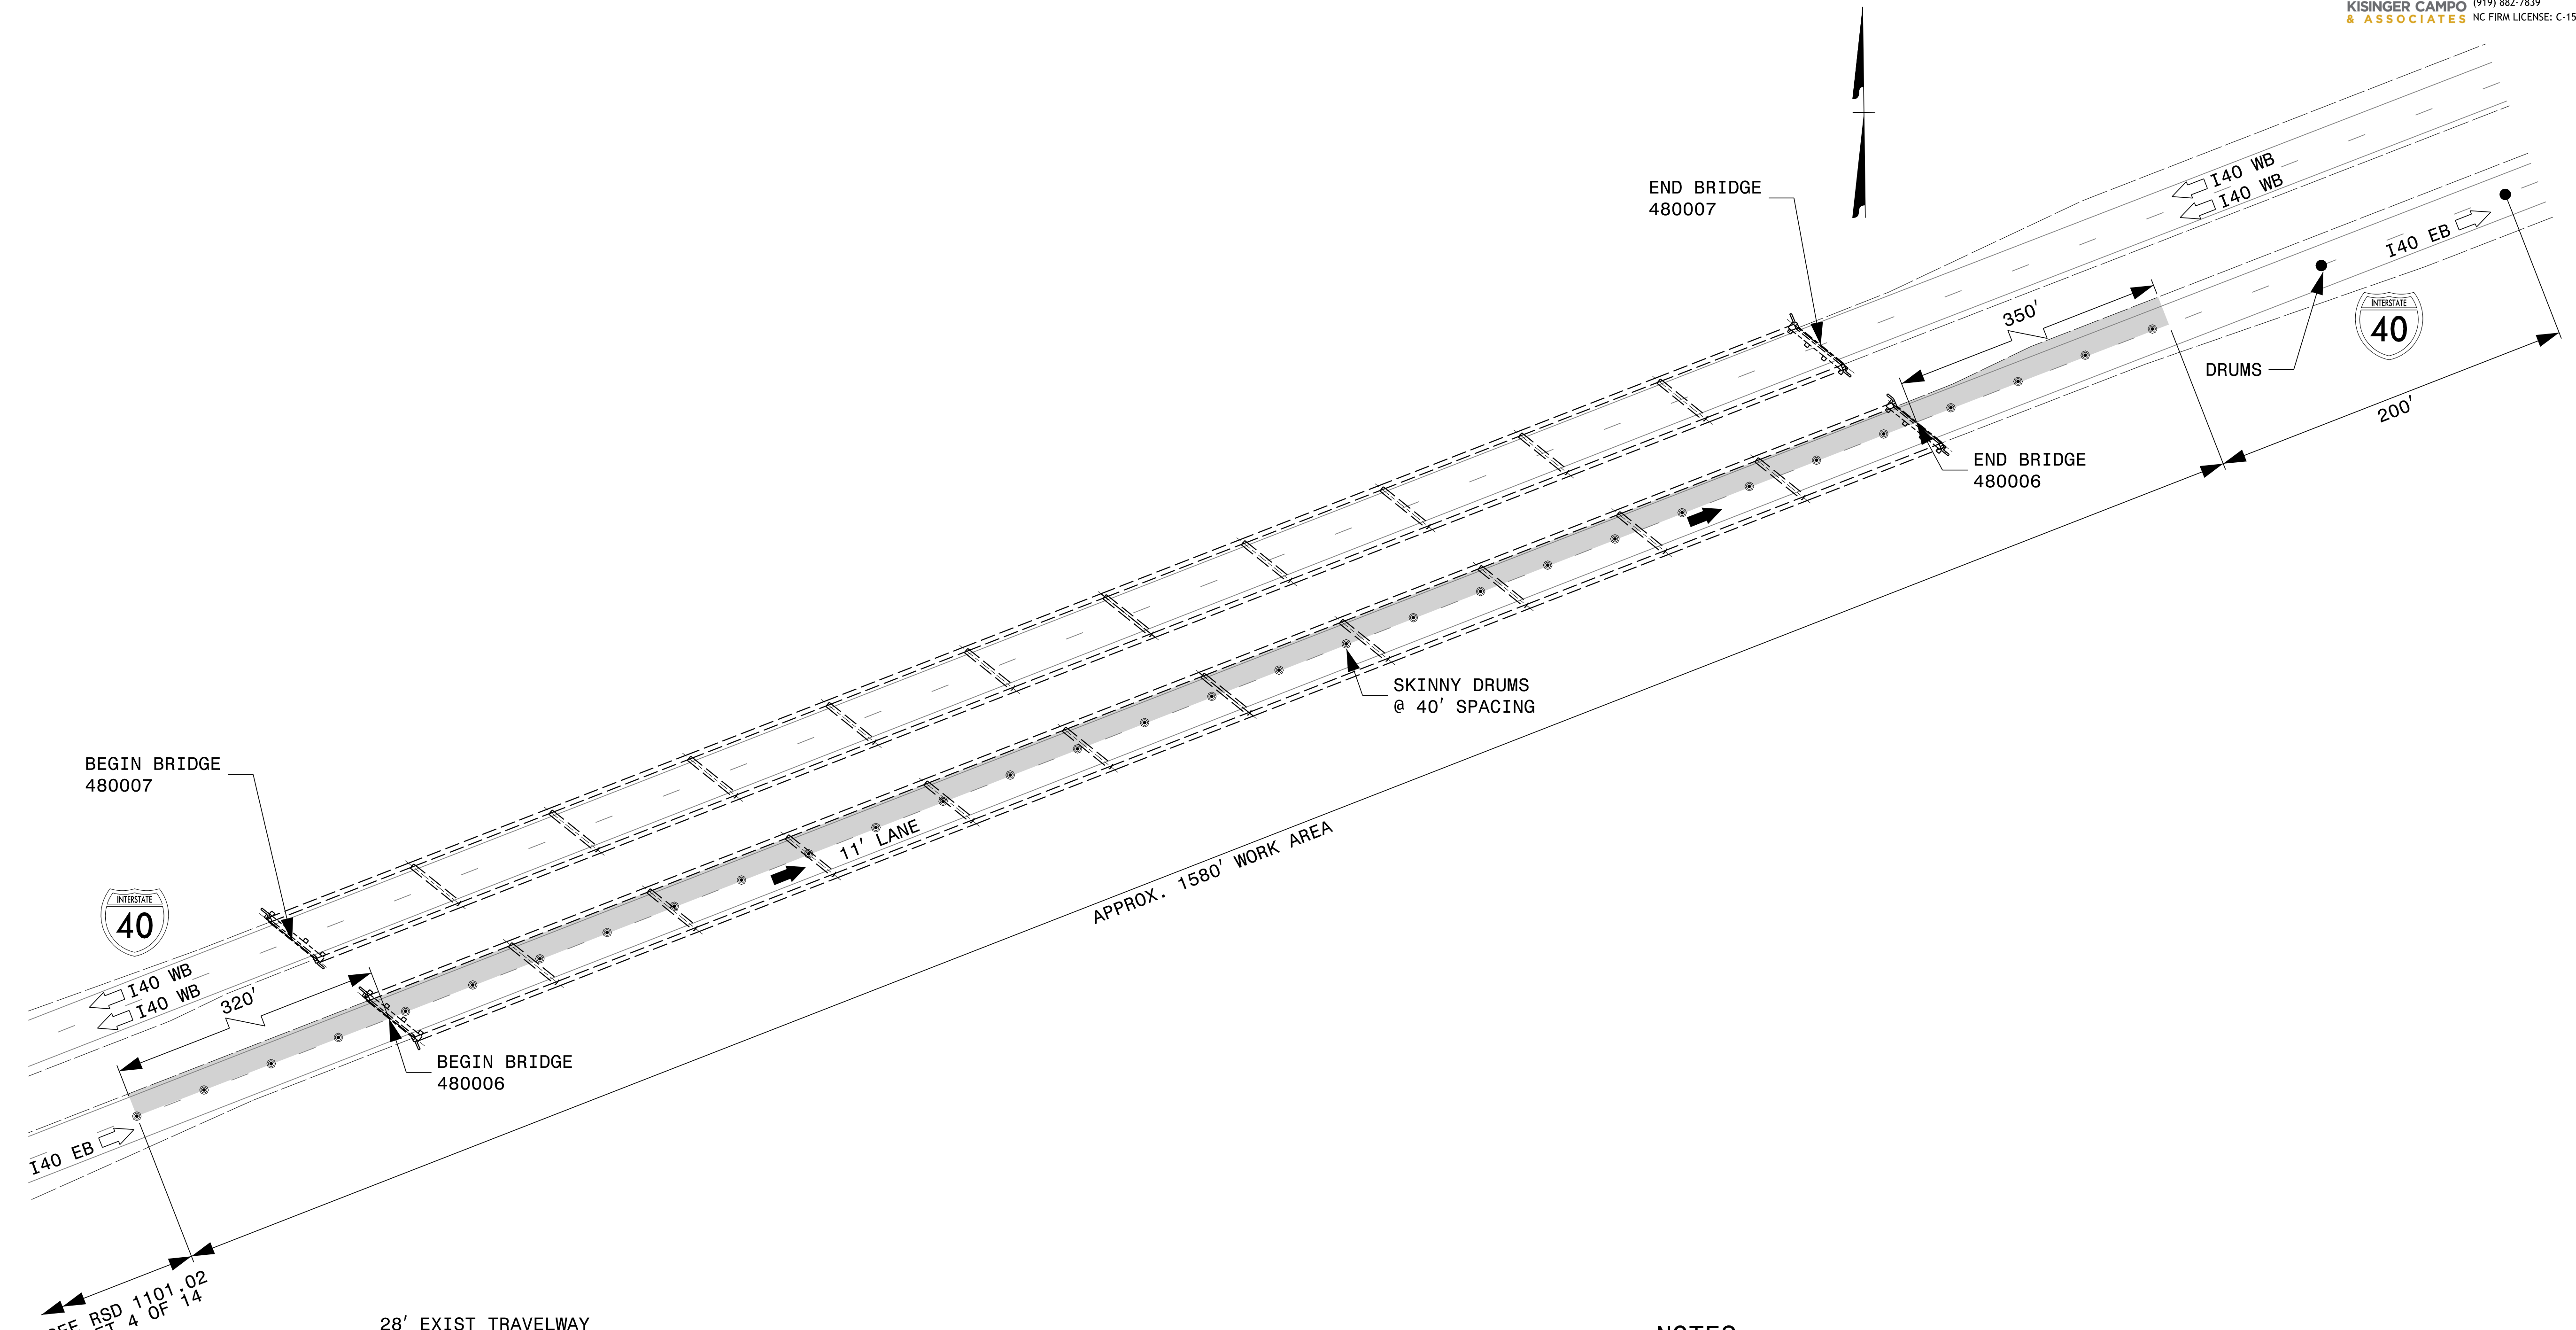 KISINGER CAMPO
& ASSOCIATES
(919) 882-7839
NC FIRM LICENSE: C-15
END BRIDGE
480007
I40 WB
I40 WB
I40 EB
INTERSTATE
40
350'
DRUMS
200'
END BRIDGE
480006
SKINNY DRUMS
@ 40' SPACING
BEGIN BRIDGE
480007
11' LANE
APPROX. 1580' WORK AREA
INTERSTATE
40
I40 WB
I40 WB
320'
BEGIN BRIDGE
480006
I40 EB
RSD 1101.02
4 OF 14
28' EXIST TRAVELWAY
NOTES